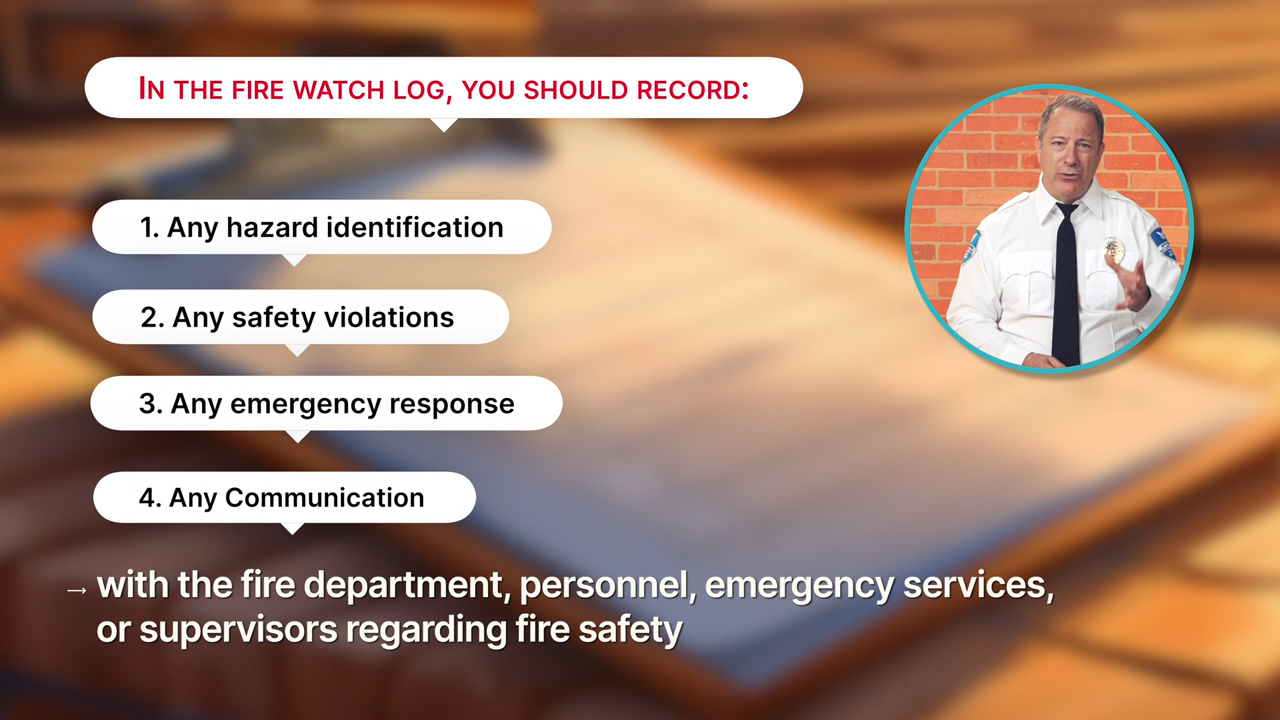 In the fire watch log, you should record:
1. Any hazard identification
2. Any safety violations
3. Any emergency response
4. Any Communication
→ with the fire department, personnel, emergency services,
or supervisors regarding fire safety